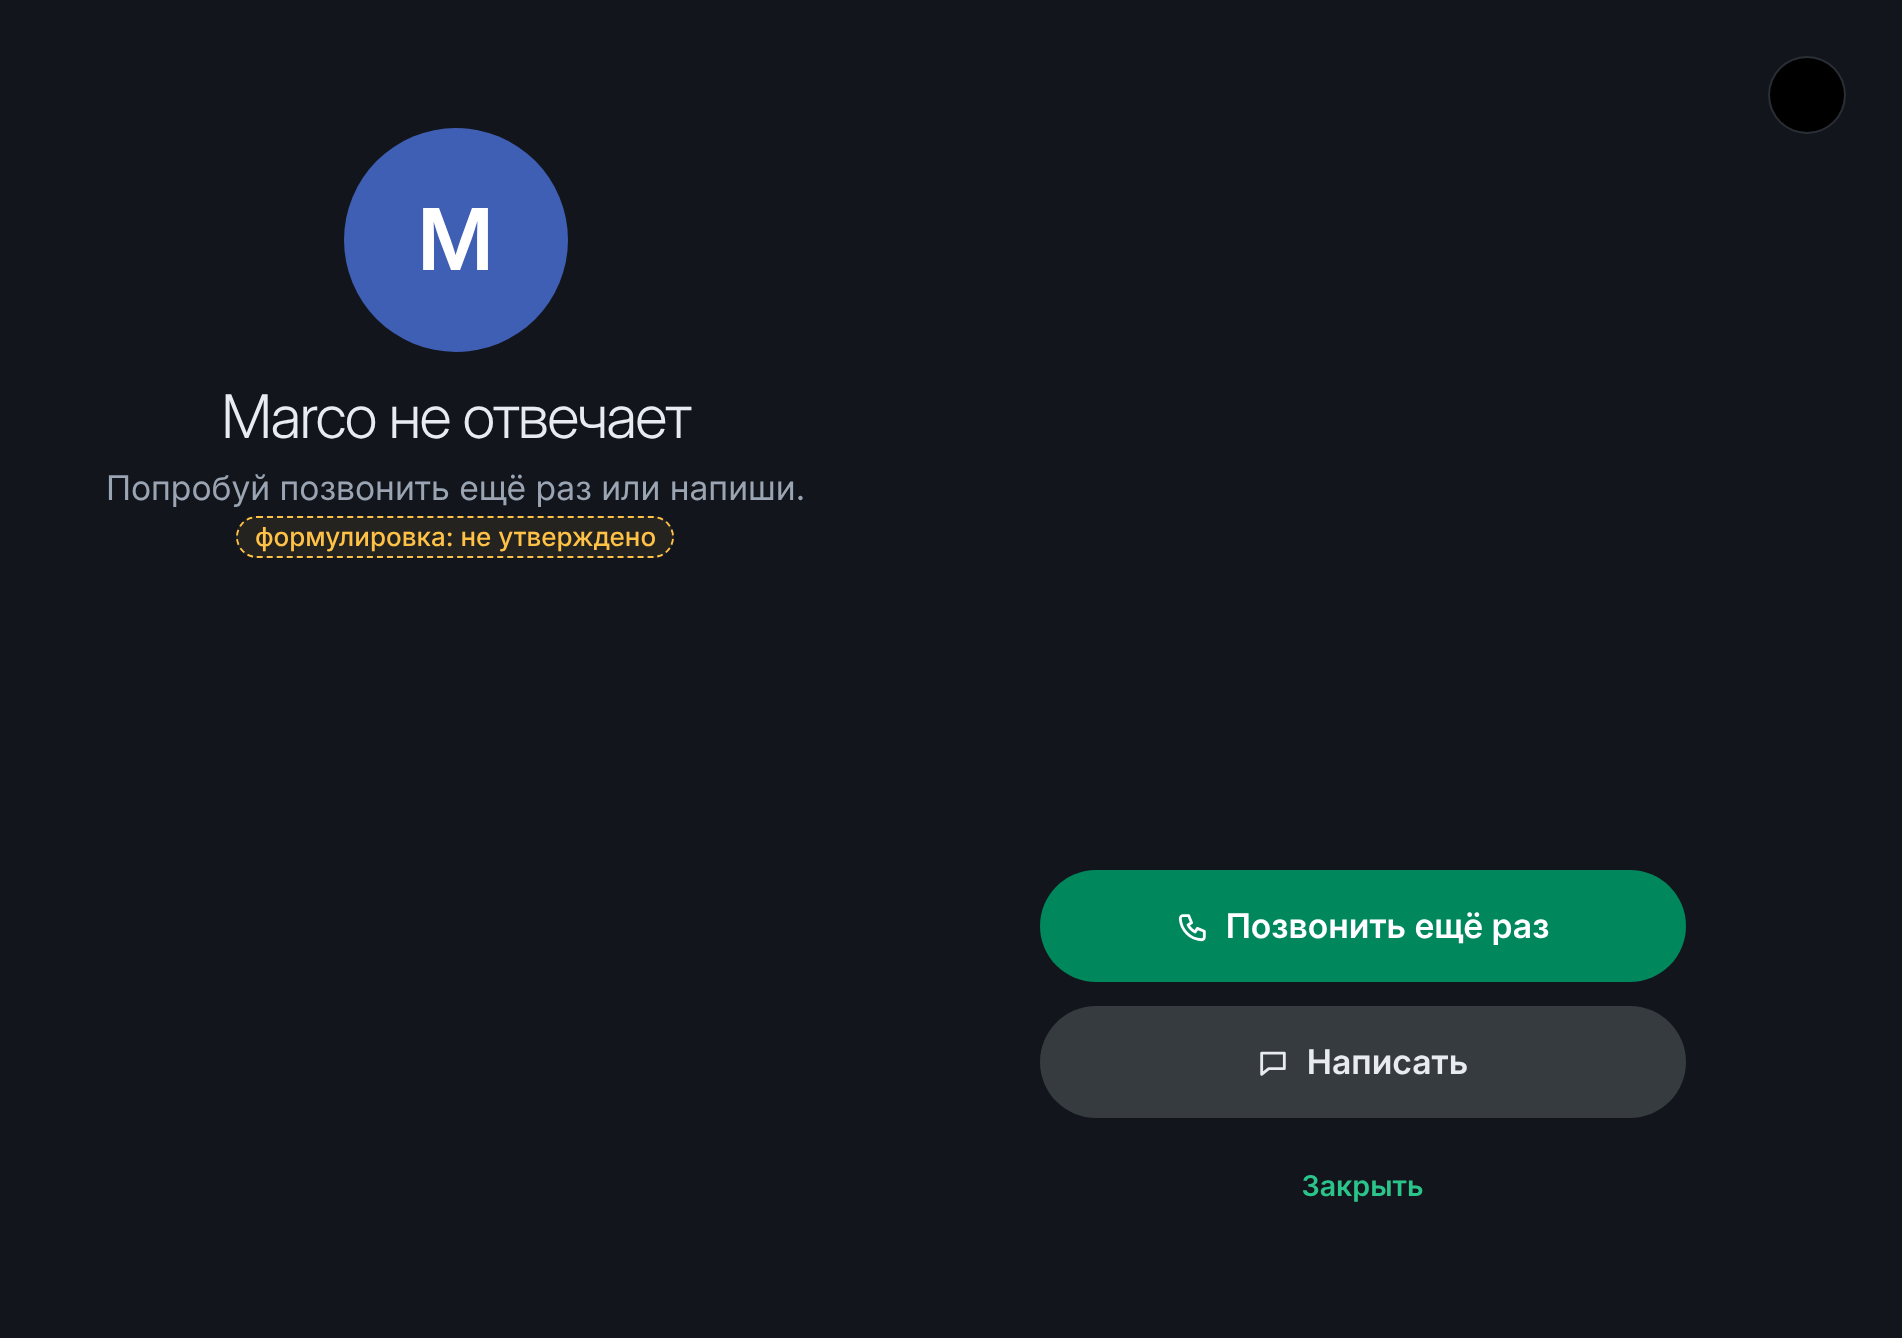 M
Marco не отвечает
Попробуй позвонить ещё раз или напиши.
формулировка: не утверждено
Позвонить ещё раз
Написать
Закрыть